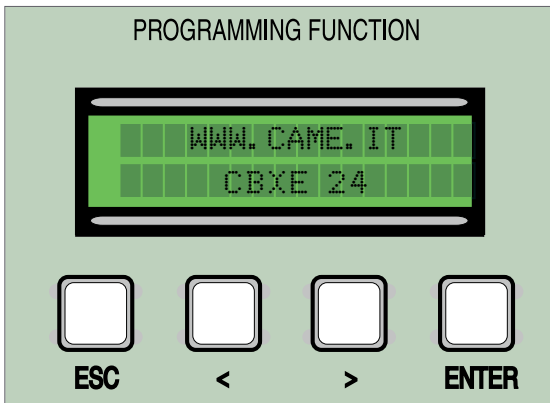 PROGRAMMING FUNCTION
WWW.CAME.IT
CBXE 24
ESC < > ENTER